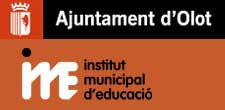 Ajuntament d'Olot
ime
institut
municipal
d'educació